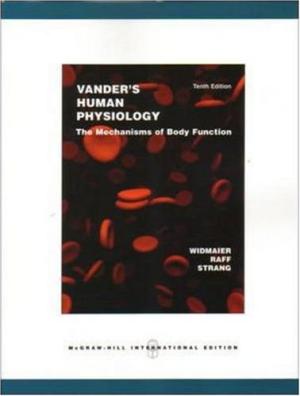 VANDER'S
HUMAN
PHYSIOLOGY
Tenth Edition
The Mechanisms of Body Function
WIDMAIER
RAFF
STRANG
McGRAW-HILL INTERNATIONAL EDITION